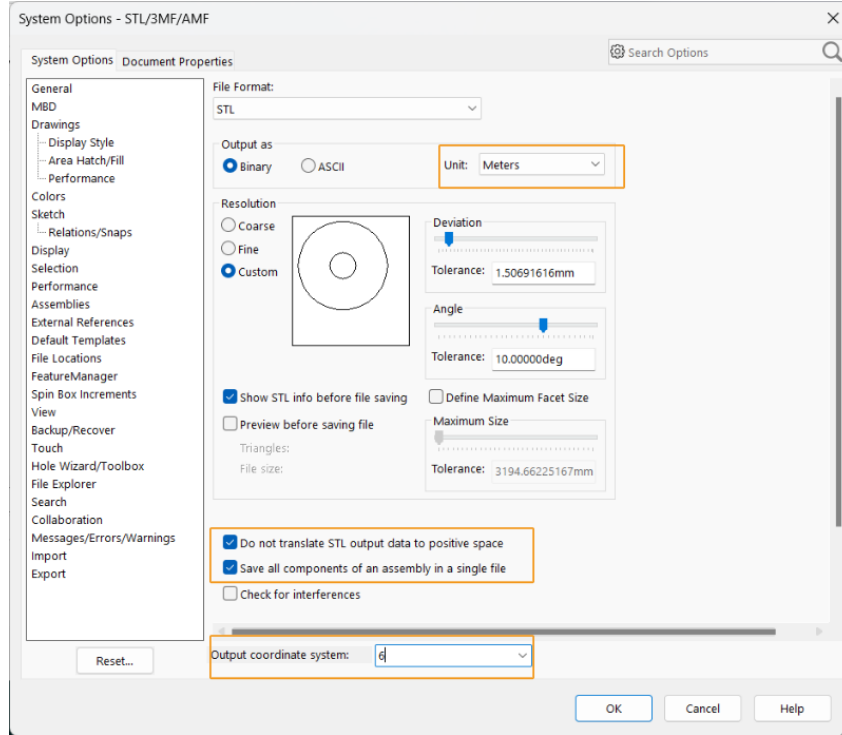 System Options - STL/3MF/AMF
System Options Document Properties
Search Options
General
MBD
Drawings
Display Style
Area Hatch/Fill
Performance
Colors
Sketch
Relations/Snaps
Display
Selection
Performance
Assemblies
External References
Default Templates
File Locations
FeatureManager
Spin Box Increments
View
Backup/Recover
Touch
Hole Wizard/Toolbox
File Explorer
Search
Collaboration
Messages/Errors/Warnings
Import
Export
Reset...
File Format:
STL
Output as
Binary ASCII
Unit: Meters
Resolution
Coarse
Fine
Custom
Deviation
Tolerance: 1.50691616mm
Angle
Tolerance: 10.00000deg
Show STL info before file saving
Define Maximum Facet Size
Preview before saving file
Triangles:
File size:
Maximum Size
Tolerance: 3194.66225167mm
Do not translate STL output data to positive space
Save all components of an assembly in a single file
Check for interferences
Output coordinate system: 6
OK Cancel Help